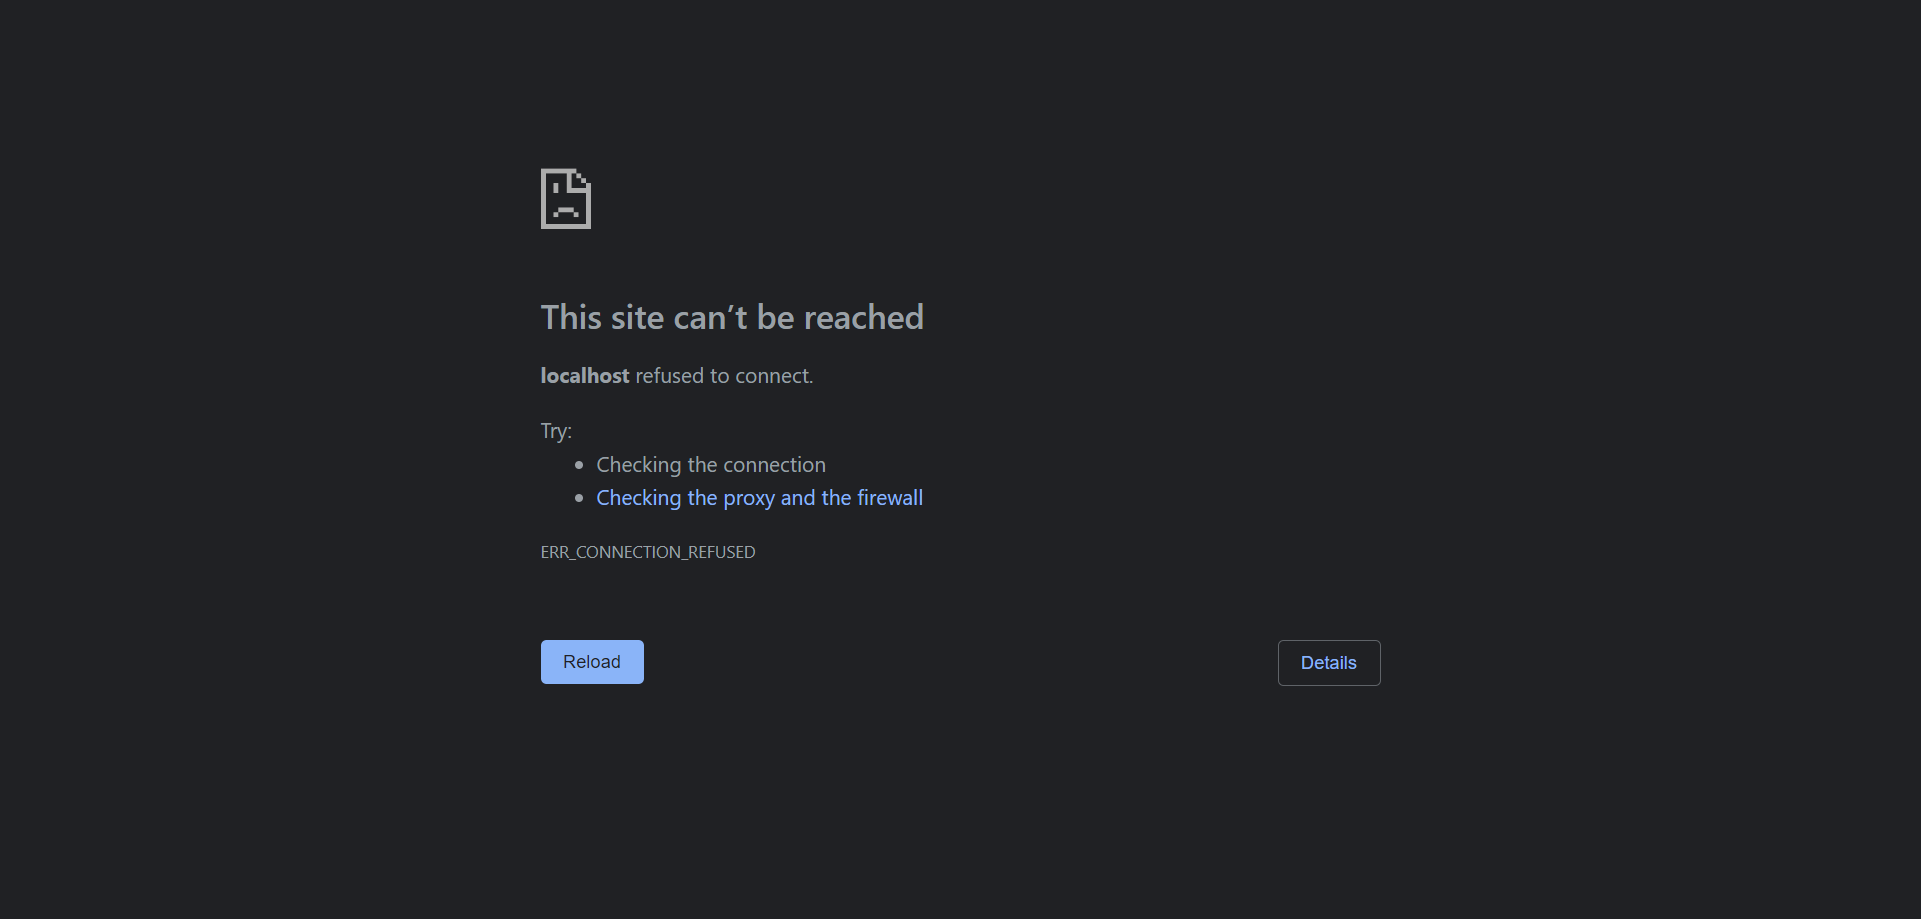 This site can’t be reached
localhost refused to connect.
Try:
Checking the connection
Checking the proxy and the firewall
ERR_CONNECTION_REFUSED
Reload
Details